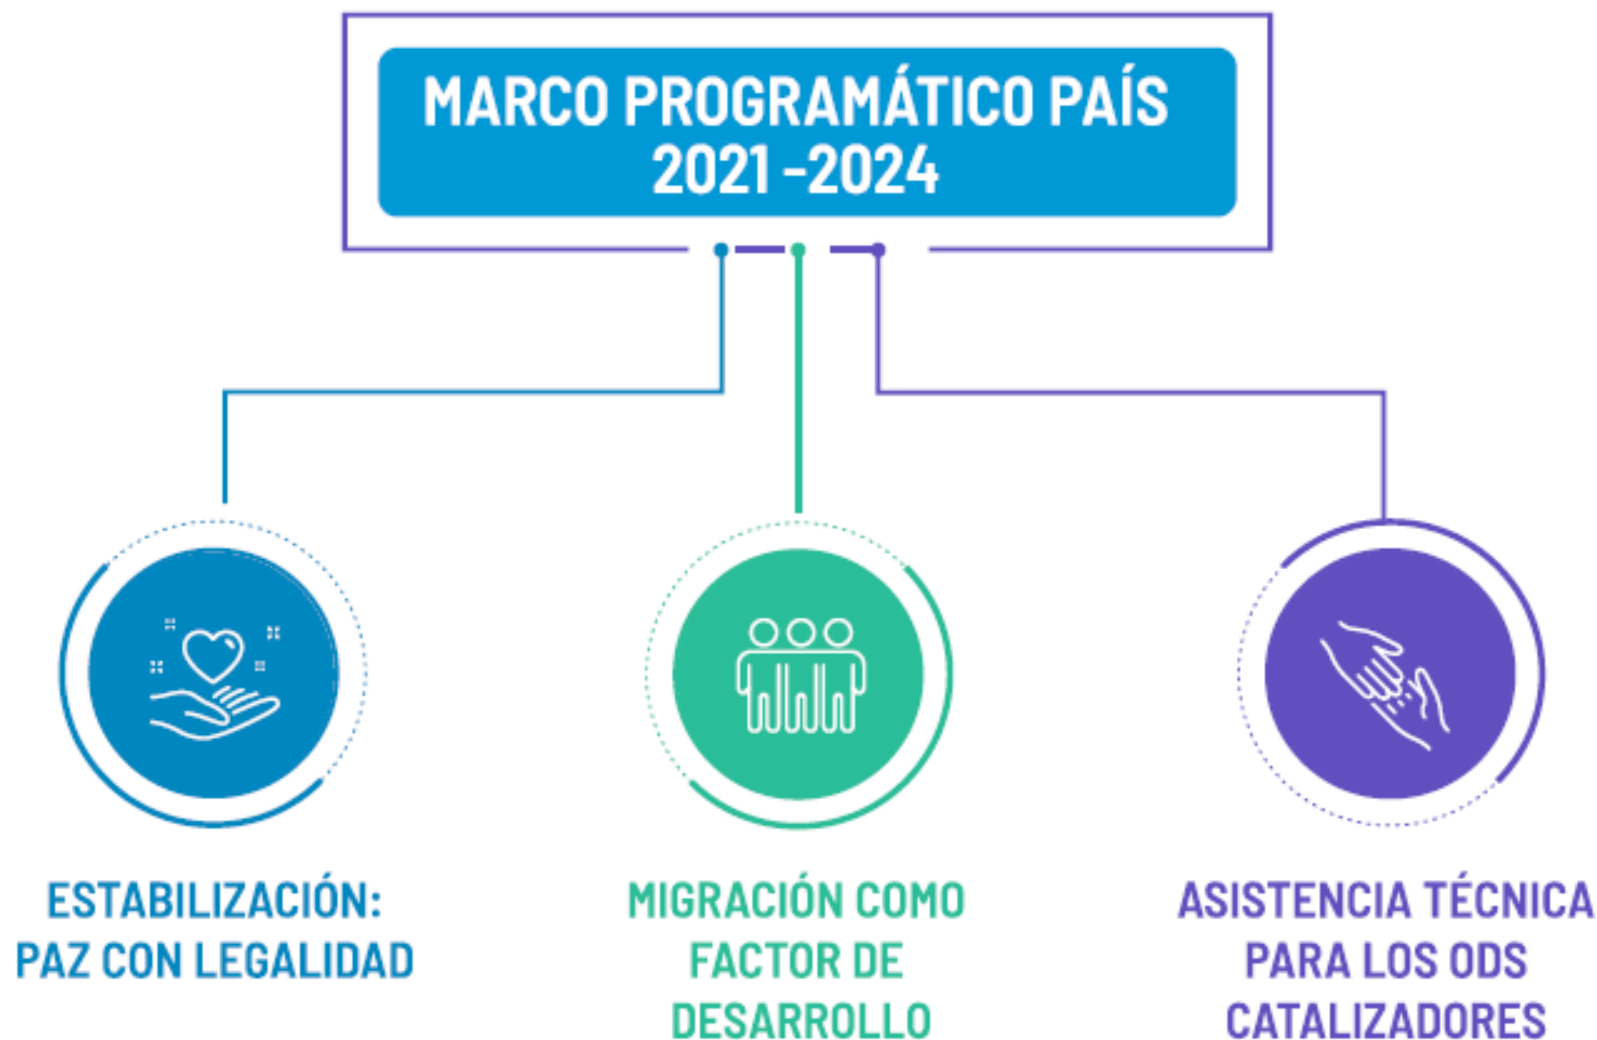 MARCO PROGRAMÁTICO PAÍS
2021 -2024
ESTABILIZACIÓN:
PAZ CON LEGALIDAD
MIGRACIÓN COMO
FACTOR DE
DESARROLLO
ASISTENCIA TÉCNICA
PARA LOS ODS
CATALIZADORES